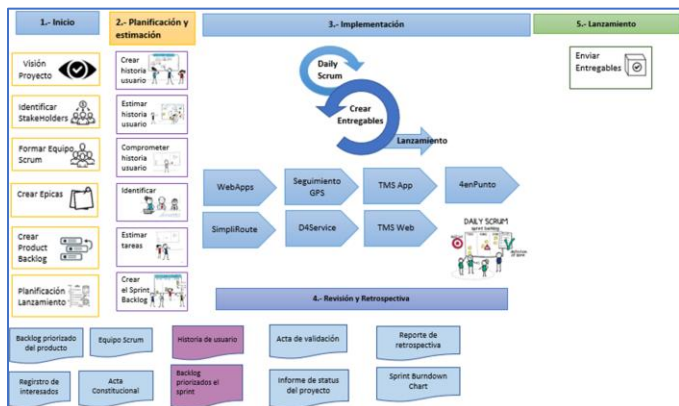 1.- Inicio
2.- Planificación y
estimación
3.- Implementación
5.- Lanzamiento
Visión
Proyecto
Identificar
StakeHolders
Formar Equipo
Scrum
Crear Epicas
Crear
Product
Backlog
Planificación
Lanzamiento
Crear
historia
usuario
Estimar
historia
usuario
Comprometer
historia
usuario
Identificar
Estimar
tareas
Crear
el Sprint
Backlog
Daily
Scrum
Crear
Entregables
Lanzamiento
WebApps
Seguimiento
GPS
TMS App
4enPunto
SimpliRoute
D4Service
TMS Web
DAILY SCRUM
sprint backlog
Enviar
Entregables
4.- Revisión y Retrospectiva
Backlog priorizado
del producto
Equipo Scrum
Historia de usuario
Acta de validación
Reporte de
retrospectiva
Registro de
interesados
Acta
Constitucional
Backlog
priorizados el
sprint
Informe de status
del proyecto
Sprint Burndown
Chart